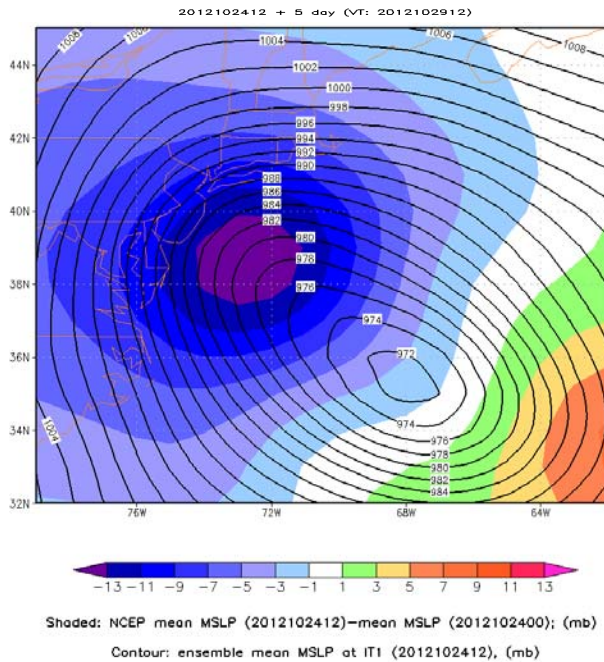 2012102412 + 5 day (VT: 2012102912)
1008
1006
1004
1006
1008
44N
1002
1000
998
42N
996
994
992
990
988
986
40N
984
982
980
978
38N
976
974
36N
972
34N
1004
974
976
978
980
982
984
32N
76W 72W 68W 64W
-13 -11 -9 -7 -5 -3 -1 1 3 5 7 9 11 13
Shaded: NCEP mean MSLP (2012102412)-mean MSLP (2012102400); (mb)
Contour: ensemble mean MSLP at IT1 (2012102412), (mb)